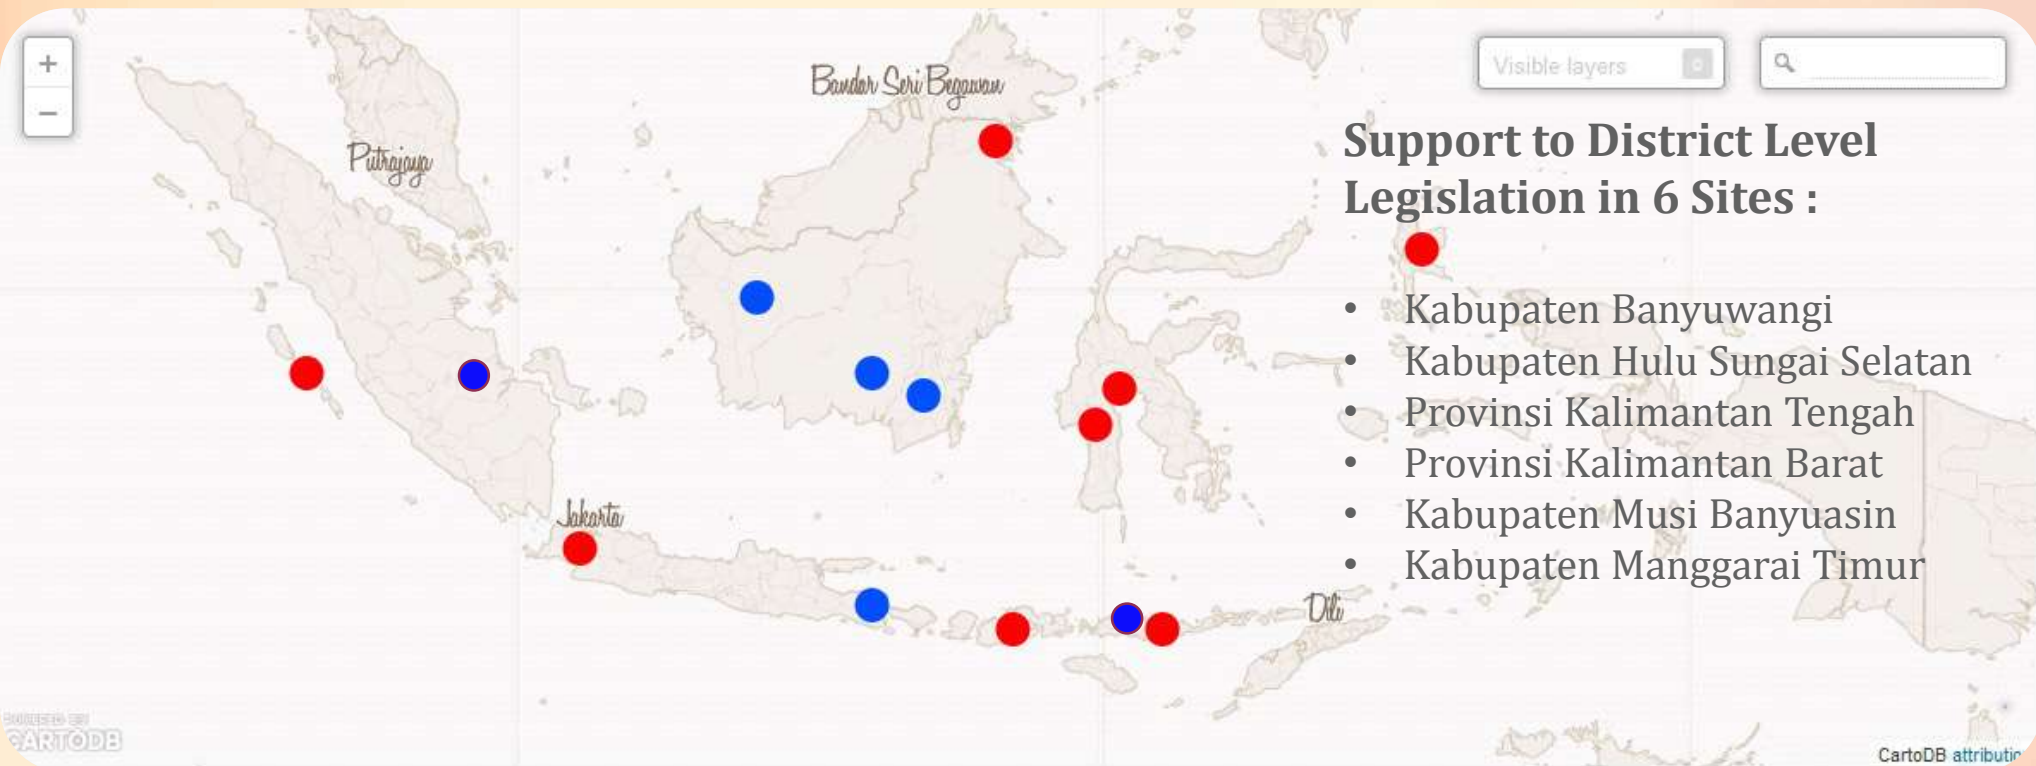 +
−
Bandar Seri Begawan
Putrajaya
Visible layers
Support to District Level
Legislation in 6 Sites :
• Kabupaten Banyuwangi
• Kabupaten Hulu Sungai Selatan
• Provinsi Kalimantan Tengah
• Provinsi Kalimantan Barat
• Kabupaten Musi Banyuasin
• Kabupaten Manggarai Timur
Jakarta
Dili
CARTODB
CartoDB attributio